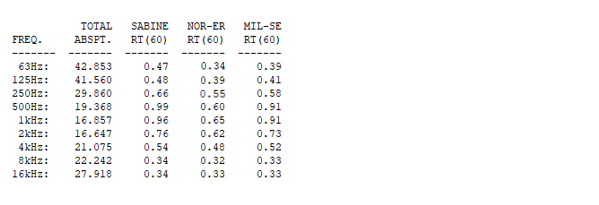 TOTAL SABINE NOR-ER MIL-SE
FREQ. ABSPT. RT(60) RT(60) RT(60)
------- ------- ------- ------- -------
63Hz: 42.853 0.47 0.34 0.39
125Hz: 41.560 0.48 0.39 0.41
250Hz: 29.860 0.66 0.55 0.58
500Hz: 19.368 0.99 0.60 0.91
1kHz: 16.857 0.96 0.65 0.91
2kHz: 16.647 0.76 0.62 0.73
4kHz: 21.075 0.54 0.48 0.52
8kHz: 22.242 0.34 0.32 0.33
16kHz: 27.918 0.34 0.33 0.33